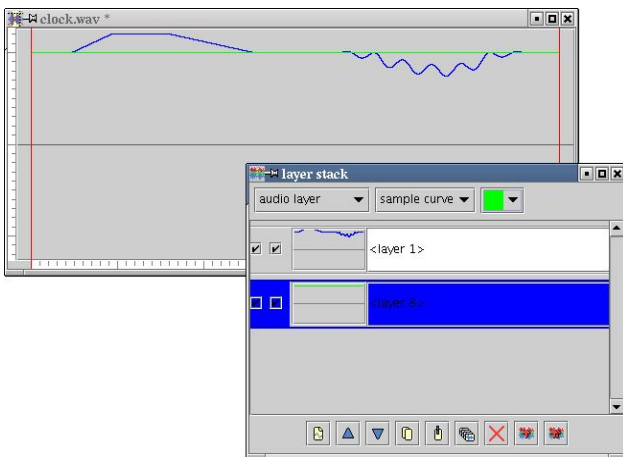 clock.wav *
layer stack
audio layer
sample curve
<layer 1>
<layer 8>